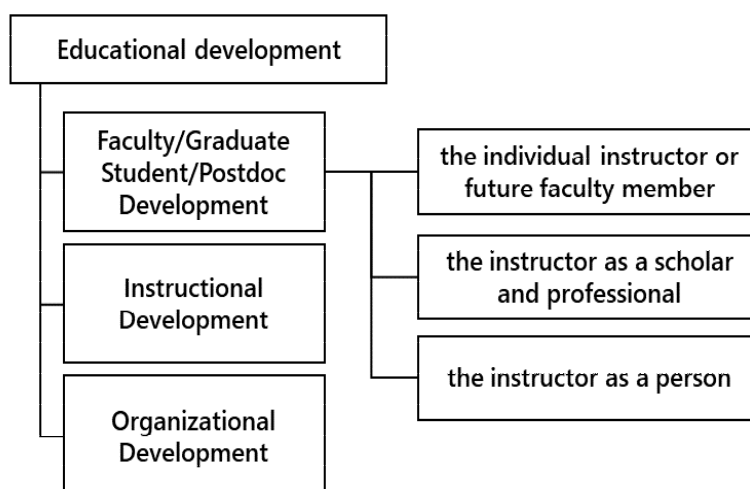 Educational development
Faculty/Graduate
Student/Postdoc
Development
the individual instructor or
future faculty member
Instructional
Development
the instructor as a scholar
and professional
the instructor as a person
Organizational
Development